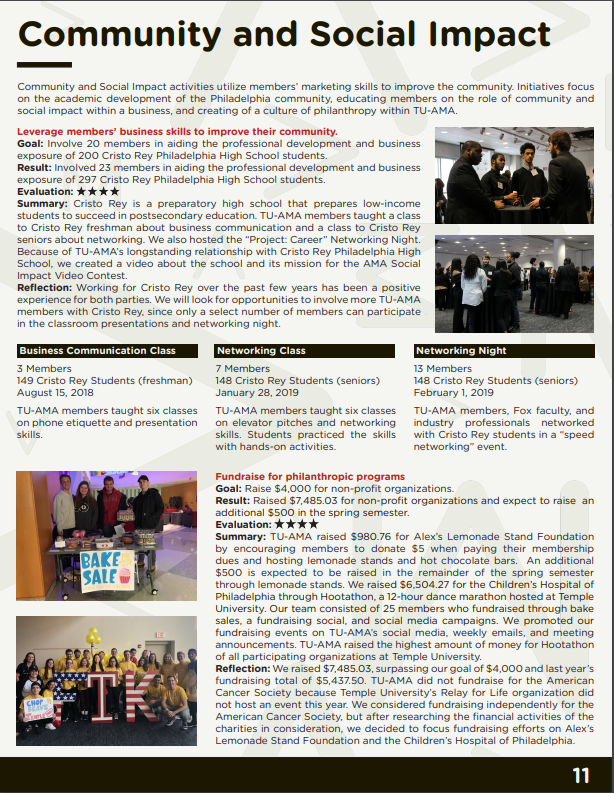 Community and Social Impact
Community and Social Impact activities utilize members' marketing skills to improve the community. Initiatives focus
on the academic development of the Philadelphia community, educating members on the role of community and
social impact within a business, and creating of a culture of philanthropy within TU-AMA.
Leverage members' business skills to improve their community.
Goal: Involve 20 members in aiding the professional development and business
exposure of 200 Cristo Rey Philadelphia High School students.
Result: Involved 23 members in aiding the professional development and business
exposure of 297 Cristo Rey Philadelphia High School students.
Evaluation: ★★★★
Summary: Cristo Rey is a preparatory high school that prepares low-income
students to succeed in postsecondary education. TU-AMA members taught a class
to Cristo Rey freshman about business communication and a class to Cristo Rey
seniors about networking. We also hosted the "Project: Career" Networking Night.
Because of TU-AMA's longstanding relationship with Cristo Rey Philadelphia High
School, we created a video about the school and its mission for the AMA Social
Impact Video Contest.
Reflection: Working for Cristo Rey over the past few years has been a positive
experience for both parties. We will look for opportunities to involve more TU-AMA
members with Cristo Rey, since only a select number of members can participate
in the classroom presentations and networking night.
Business Communication Class
3 Members
149 Cristo Rey Students (freshman)
August 15, 2018
TU-AMA members taught six classes
on phone etiquette and presentation
skills.
Networking Class
7 Members
148 Cristo Rey Students (seniors)
January 28, 2019
TU-AMA members taught six classes
on elevator pitches and networking
skills. Students practiced the skills
with hands-on activities.
Networking Night
13 Members
148 Cristo Rey Students (seniors)
February 1, 2019
TU-AMA members, Fox faculty, and
industry professionals networked
with Cristo Rey students in a "speed
networking" event.
BAKE
SALE
FTK
Fundraise for philanthropic programs
Goal: Raise $4,000 for non-profit organizations.
Result: Raised $7,485.03 for non-profit organizations and expect to raise an
additional $500 in the spring semester.
Evaluation: ★★★★
Summary: TU-AMA raised $980.76 for Alex's Lemonade Stand Foundation
by encouraging members to donate $5 when paying their membership
dues and hosting lemonade stands and hot chocolate bars. An additional
$500 is expected to be raised in the remainder of the spring semester
through lemonade stands. We raised $6,504.27 for the Children's Hospital of
Philadelphia through Hootathon, a 12-hour dance marathon hosted at Temple
University. Our team consisted of 25 members who fundraised through bake
sales, a fundraising social, and social media campaigns. We promoted our
fundraising events on TU-AMA's social media, weekly emails, and meeting
announcements. TU-AMA raised the highest amount of money for Hootathon
of all participating organizations at Temple University.
Reflection: We raised $7,485.03, surpassing our goal of $4,000 and last year's
fundraising total of $5,437.50. TU-AMA did not fundraise for the American
Cancer Society because Temple University's Relay for Life organization did
not host an event this year. We considered fundraising independently for the
American Cancer Society, but after researching the financial activities of the
charities in consideration, we decided to focus fundraising efforts on Alex's
Lemonade Stand Foundation and the Children's Hospital of Philadelphia.
11